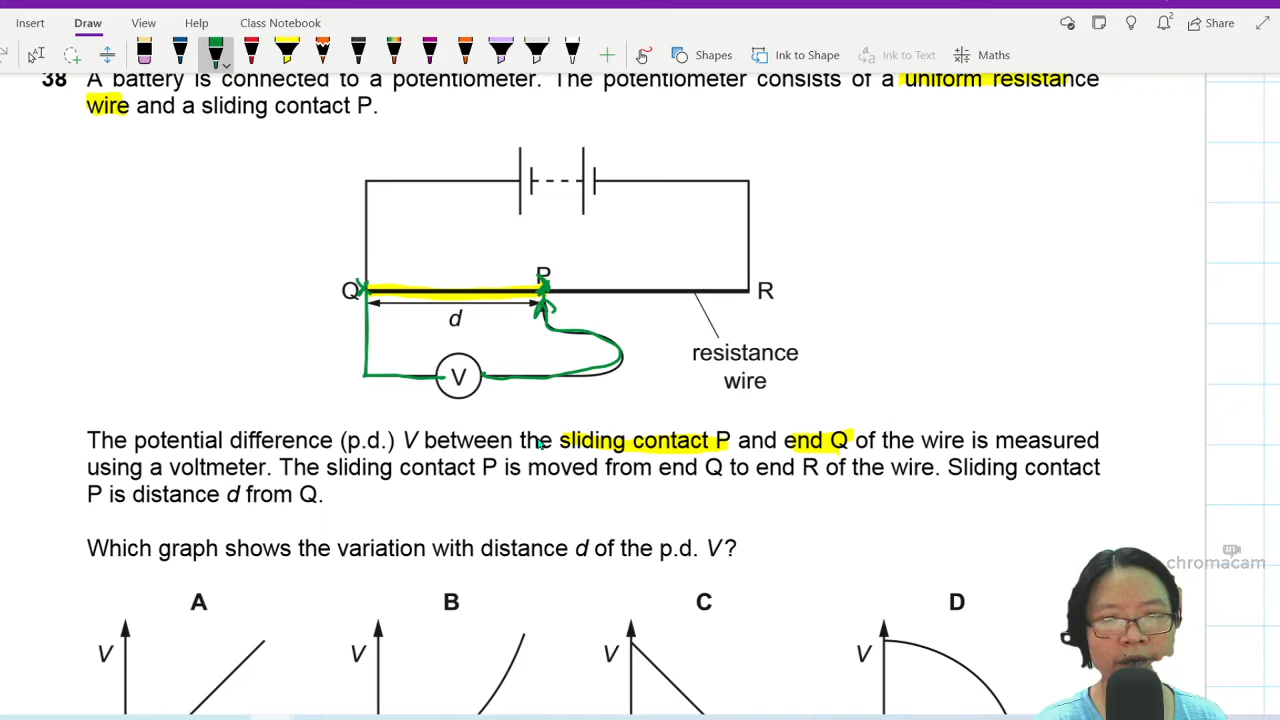 Insert Draw View Help Class Notebook Share
Shapes Ink to Shape Ink to Text Maths
38 A battery is connected to a potentiometer. The potentiometer consists of a uniform resistance
wire and a sliding contact P.
P
Q R
d
resistance
wire
V
The potential difference (p.d.) V between the sliding contact P and end Q of the wire is measured
using a voltmeter. The sliding contact P is moved from end Q to end R of the wire. Sliding contact
P is distance d from Q.
Which graph shows the variation with distance d of the p.d. V?
chromacam
A B C D
V V V V